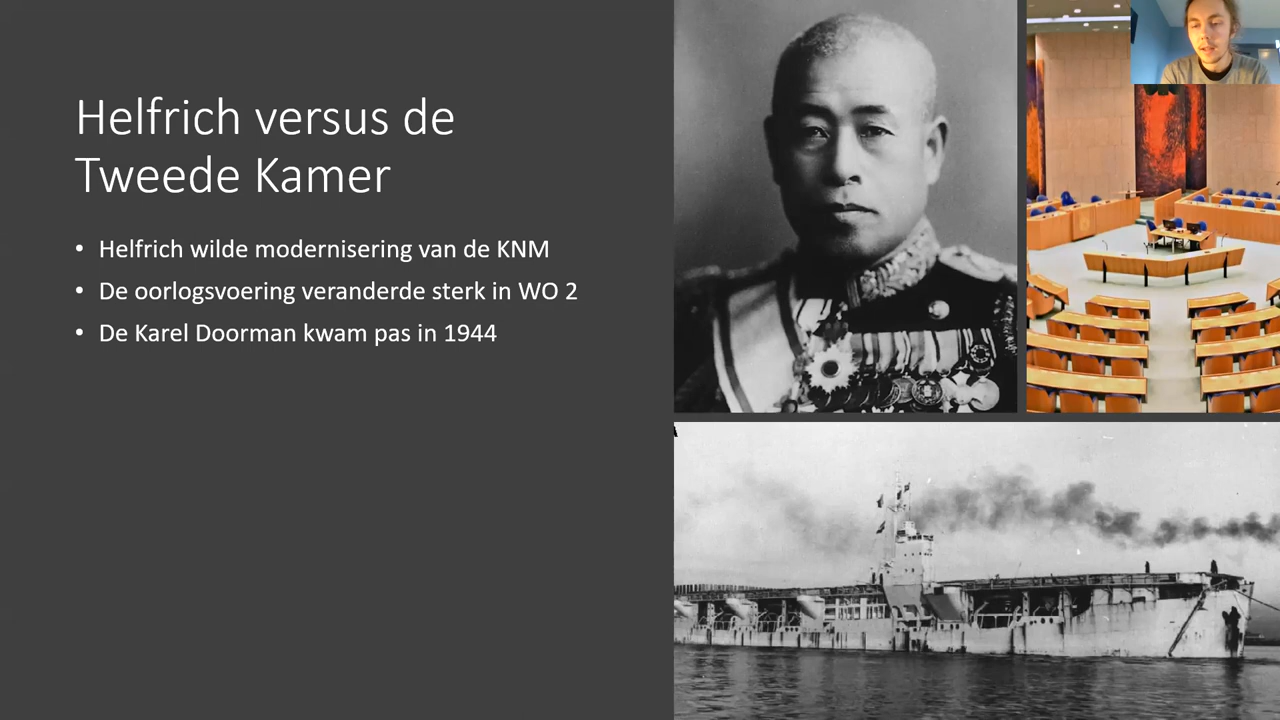 Helfrich versus de
Tweede Kamer
• Helfrich wilde modernisering van de KNM
• De oorlogsvoering veranderde sterk in WO 2
• De Karel Doorman kwam pas in 1944